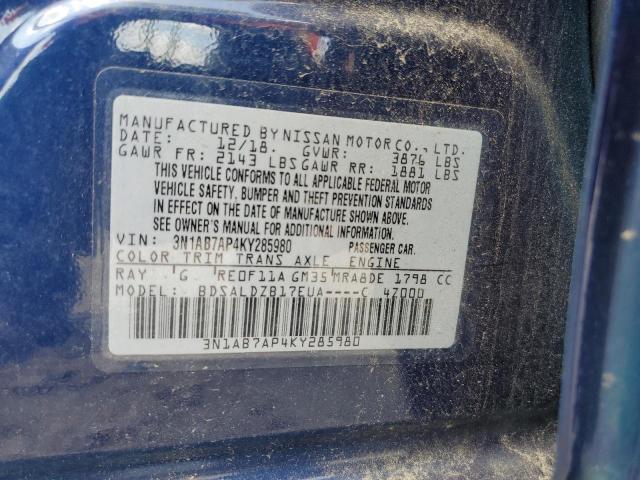 MANUFACTURED BY NISSAN MOTOR CO., LTD.
DATE: 12/18. GVWR: 3876 LBS
GAWR FR: 2143 LBS GAWR RR: 1881 LBS
THIS VEHICLE CONFORMS TO ALL APPLICABLE FEDERAL MOTOR
VEHICLE SAFETY, BUMPER AND THEFT PREVENTION STANDARDS
IN EFFECT ON THE DATE OF MANUFACTURE SHOWN ABOVE.
SEE OWNER'S MANUAL FOR ADDITIONAL INFORMATION.
VIN: 3N1AB7AP4KY285980 PASSENGER CAR.
COLOR TRIM TRANS AXLE ENGINE
RAY G RE0F11A GM35 MRA8DE 1798 CC
MODEL: BDSALDZB17EUA----C 47000
3N1AB7AP4KY285980